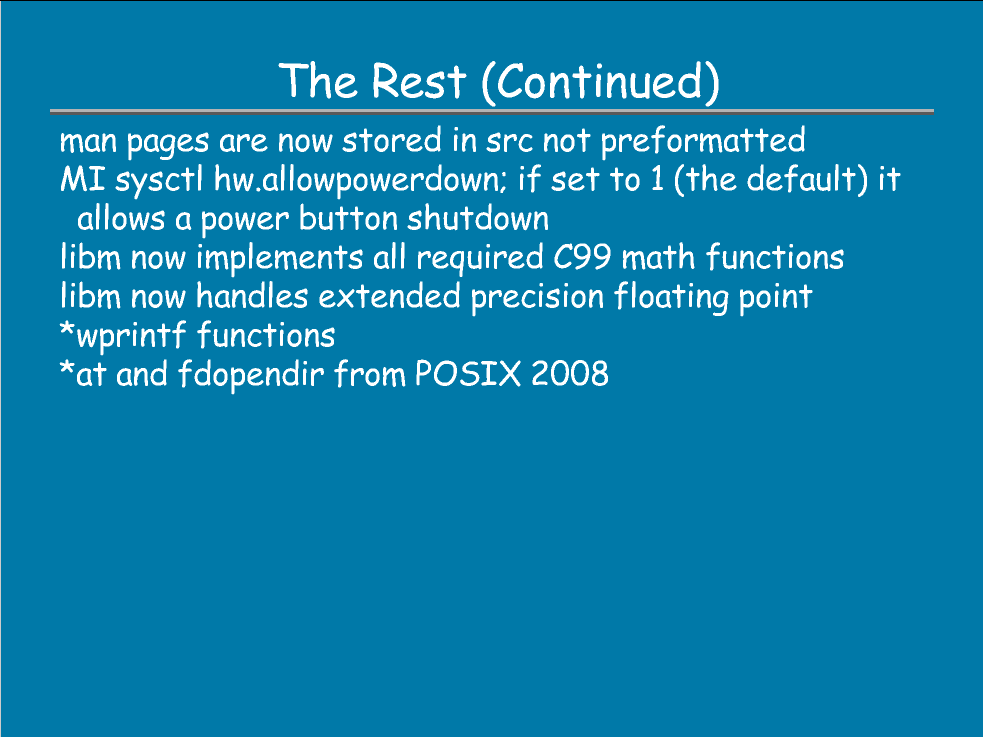 The Rest (Continued)
man pages are now stored in src not preformatted
MI sysctl hw.allowpowerdown; if set to 1 (the default) it
allows a power button shutdown
libm now implements all required C99 math functions
libm now handles extended precision floating point
*wprintf functions
*at and fdopendir from POSIX 2008